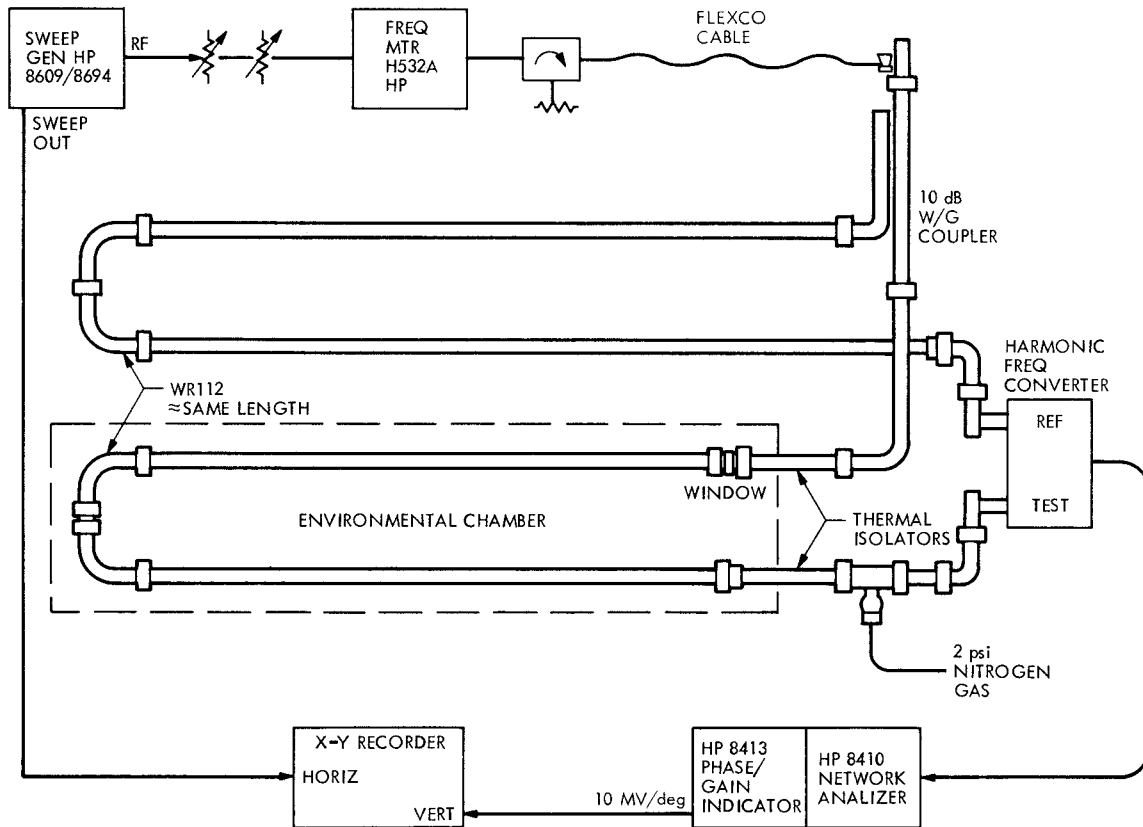 SWEEP
GEN HP
8609/8694
RF
FREQ
MTR
H532A
HP
FLEXCO
CABLE
SWEEP
OUT
10 dB
W/G
COUPLER
WR112
≈SAME LENGTH
HARMONIC
FREQ
CONVERTER
REF
TEST
WINDOW
ENVIRONMENTAL CHAMBER
THERMAL
ISOLATORS
2 psi
NITROGEN
GAS
X-Y RECORDER
HORIZ
VERT
10 MV/deg
HP 8413
PHASE/
GAIN
INDICATOR
HP 8410
NETWORK
ANALIZER